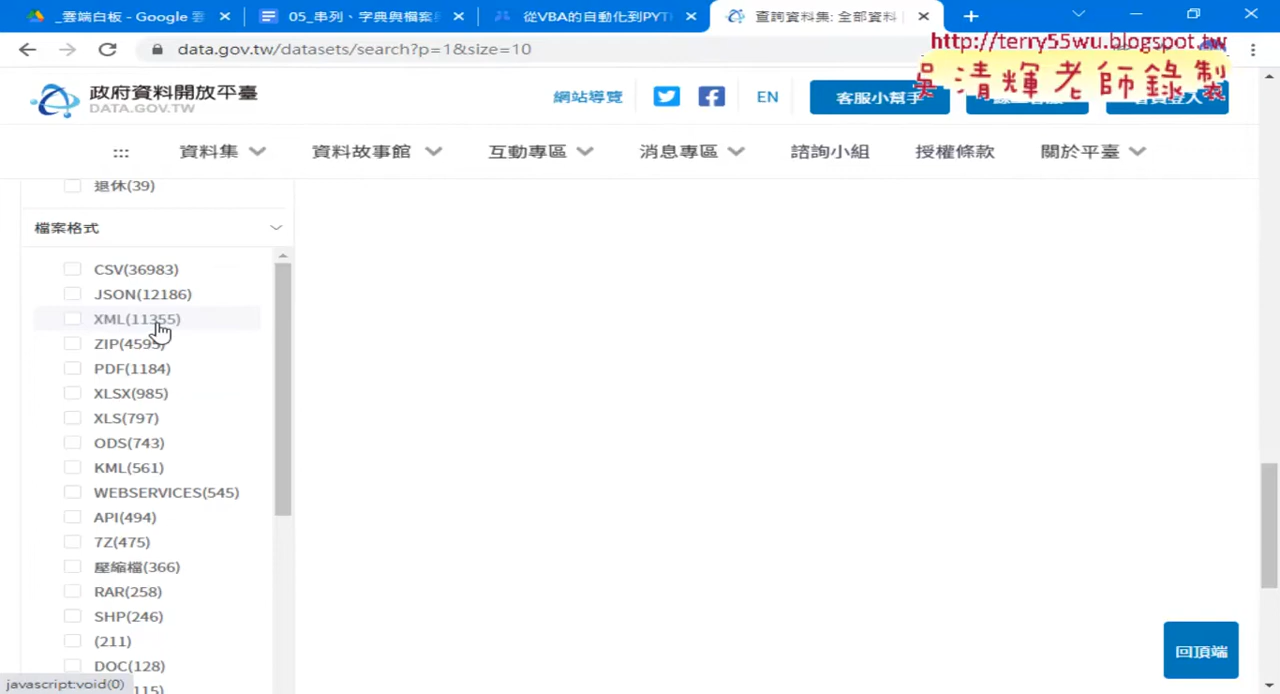 _雲端白板 - Google 雲
05_串列、字典與檔案
從VBA的自動化到PYT
查詢資料集: 全部資料
data.gov.tw/datasets/search?p=1&size=10
http://terry55wu.blogspot.tw
吳清輝老師錄製
政府資料開放平臺
DATA.GOV.TW
網站導覽
EN
客服小幫手
資料集
資料故事館
互動專區
消息專區
諮詢小組
授權條款
關於平臺
退休(39)
檔案格式
CSV(36983)
JSON(12186)
XML(11355)
ZIP(4595)
PDF(1184)
XLSX(985)
XLS(797)
ODS(743)
KML(561)
WEBSERVICES(545)
API(494)
7Z(475)
壓縮檔(366)
RAR(258)
SHP(246)
(211)
DOC(128)
115)
javascript:void(0)
回頂端